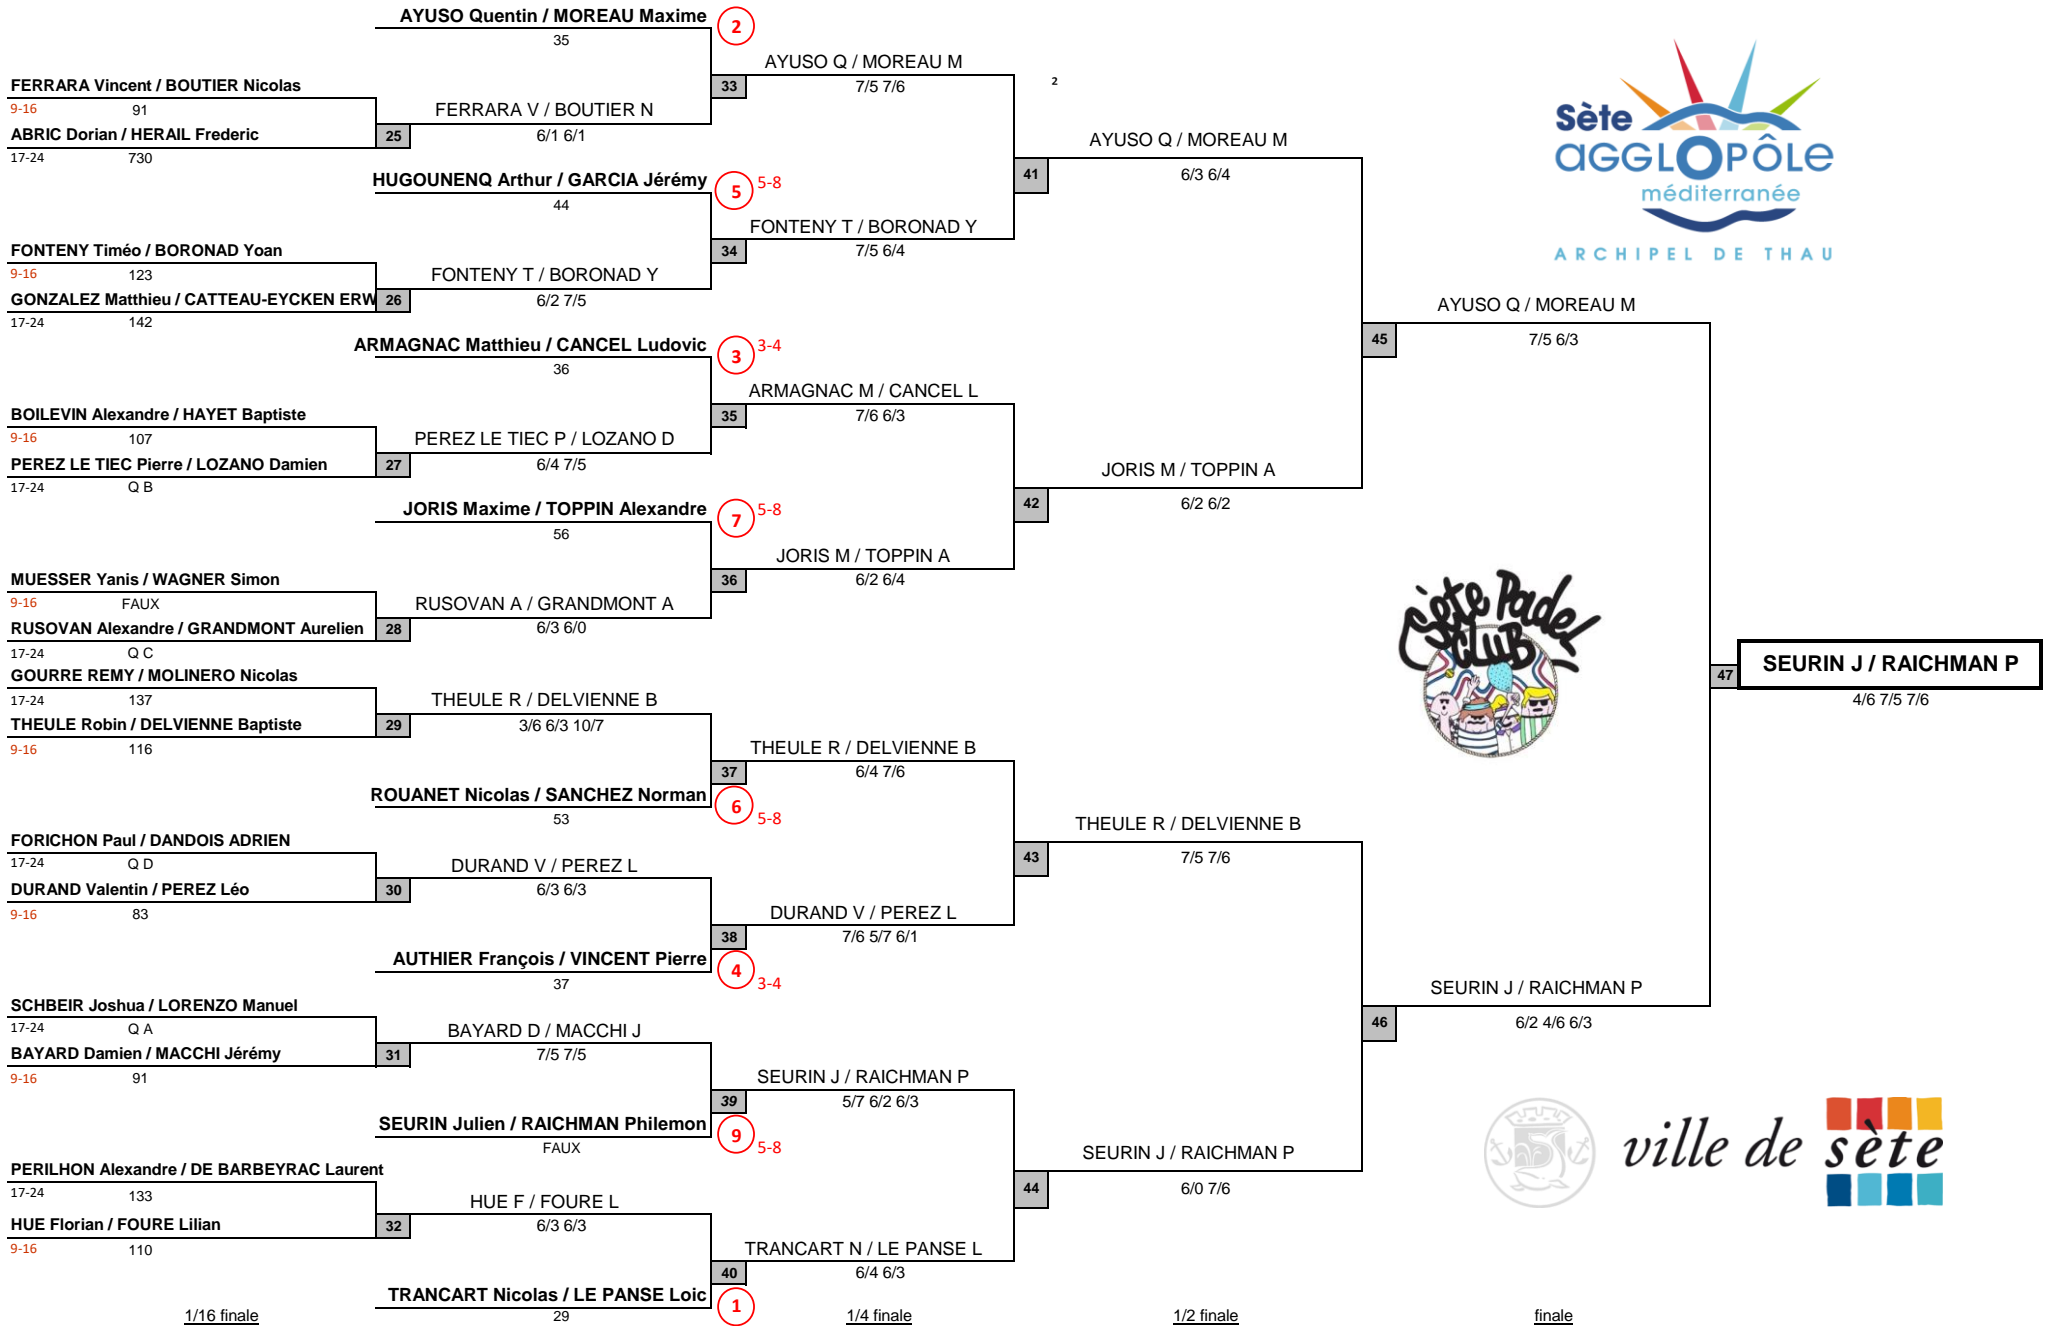 AYUSO Quentin / MOREAU Maxime
2
35
FERRARA Vincent / BOUTIER Nicolas
9-16 91
ABRIC Dorian / HERAIL Frederic
17-24 730
25
FERRARA V / BOUTIER N
6/1 6/1
33
AYUSO Q / MOREAU M
7/5 7/6
2
HUGOUNENQ Arthur / GARCIA Jérémy
5 5-8
44
FONTENY Timéo / BORONAD Yoan
9-16 123
GONZALEZ Matthieu / CATTEAU-EYCKEN ERW
17-24 142
26
FONTENY T / BORONAD Y
6/2 7/5
34
FONTENY T / BORONAD Y
7/5 6/4
41
AYUSO Q / MOREAU M
6/3 6/4
ARMAGNAC Matthieu / CANCEL Ludovic
3 3-4
36
BOILEVIN Alexandre / HAYET Baptiste
9-16 107
PEREZ LE TIEC Pierre / LOZANO Damien
17-24 Q B
27
PEREZ LE TIEC P / LOZANO D
6/4 7/5
35
ARMAGNAC M / CANCEL L
7/6 6/3
JORIS Maxime / TOPPIN Alexandre
7 5-8
56
MUESSER Yanis / WAGNER Simon
9-16 FAUX
RUSOVAN Alexandre / GRANDMONT Aurelien
17-24 Q C
28
RUSOVAN A / GRANDMONT A
6/3 6/0
36
JORIS M / TOPPIN A
6/2 6/4
42
JORIS M / TOPPIN A
6/2 6/2
45
AYUSO Q / MOREAU M
7/5 6/3
GOURRE REMY / MOLINERO Nicolas
17-24 137
THEULE Robin / DELVIENNE Baptiste
9-16 116
29
THEULE R / DELVIENNE B
3/6 6/3 10/7
37
THEULE R / DELVIENNE B
6/4 7/6
ROUANET Nicolas / SANCHEZ Norman
6 5-8
53
FORICHON Paul / DANDOIS ADRIEN
17-24 Q D
DURAND Valentin / PEREZ Léo
9-16 83
30
DURAND V / PEREZ L
6/3 6/3
38
DURAND V / PEREZ L
7/6 5/7 6/1
AUTHIER François / VINCENT Pierre
4 3-4
37
43
THEULE R / DELVIENNE B
7/5 7/6
SCHBEIR Joshua / LORENZO Manuel
17-24 Q A
BAYARD Damien / MACCHI Jérémy
9-16 91
31
BAYARD D / MACCHI J
7/5 7/5
39
SEURIN J / RAICHMAN P
5/7 6/2 6/3
SEURIN Julien / RAICHMAN Philemon
9 5-8
FAUX
PERILHON Alexandre / DE BARBEYRAC Laurent
17-24 133
HUE Florian / FOURE Lilian
9-16 110
32
HUE F / FOURE L
6/3 6/3
40
TRANCART N / LE PANSE L
6/4 6/3
TRANCART Nicolas / LE PANSE Loic
1
29
44
SEURIN J / RAICHMAN P
6/0 7/6
46
SEURIN J / RAICHMAN P
6/2 4/6 6/3
47
SEURIN J / RAICHMAN P
4/6 7/5 7/6
Sète
aGGLOPÔLe
méditerranée
ARCHIPEL DE THAU
Sète Padel
CLUB
ville de sète
1/16 finale
1/4 finale
1/2 finale
finale